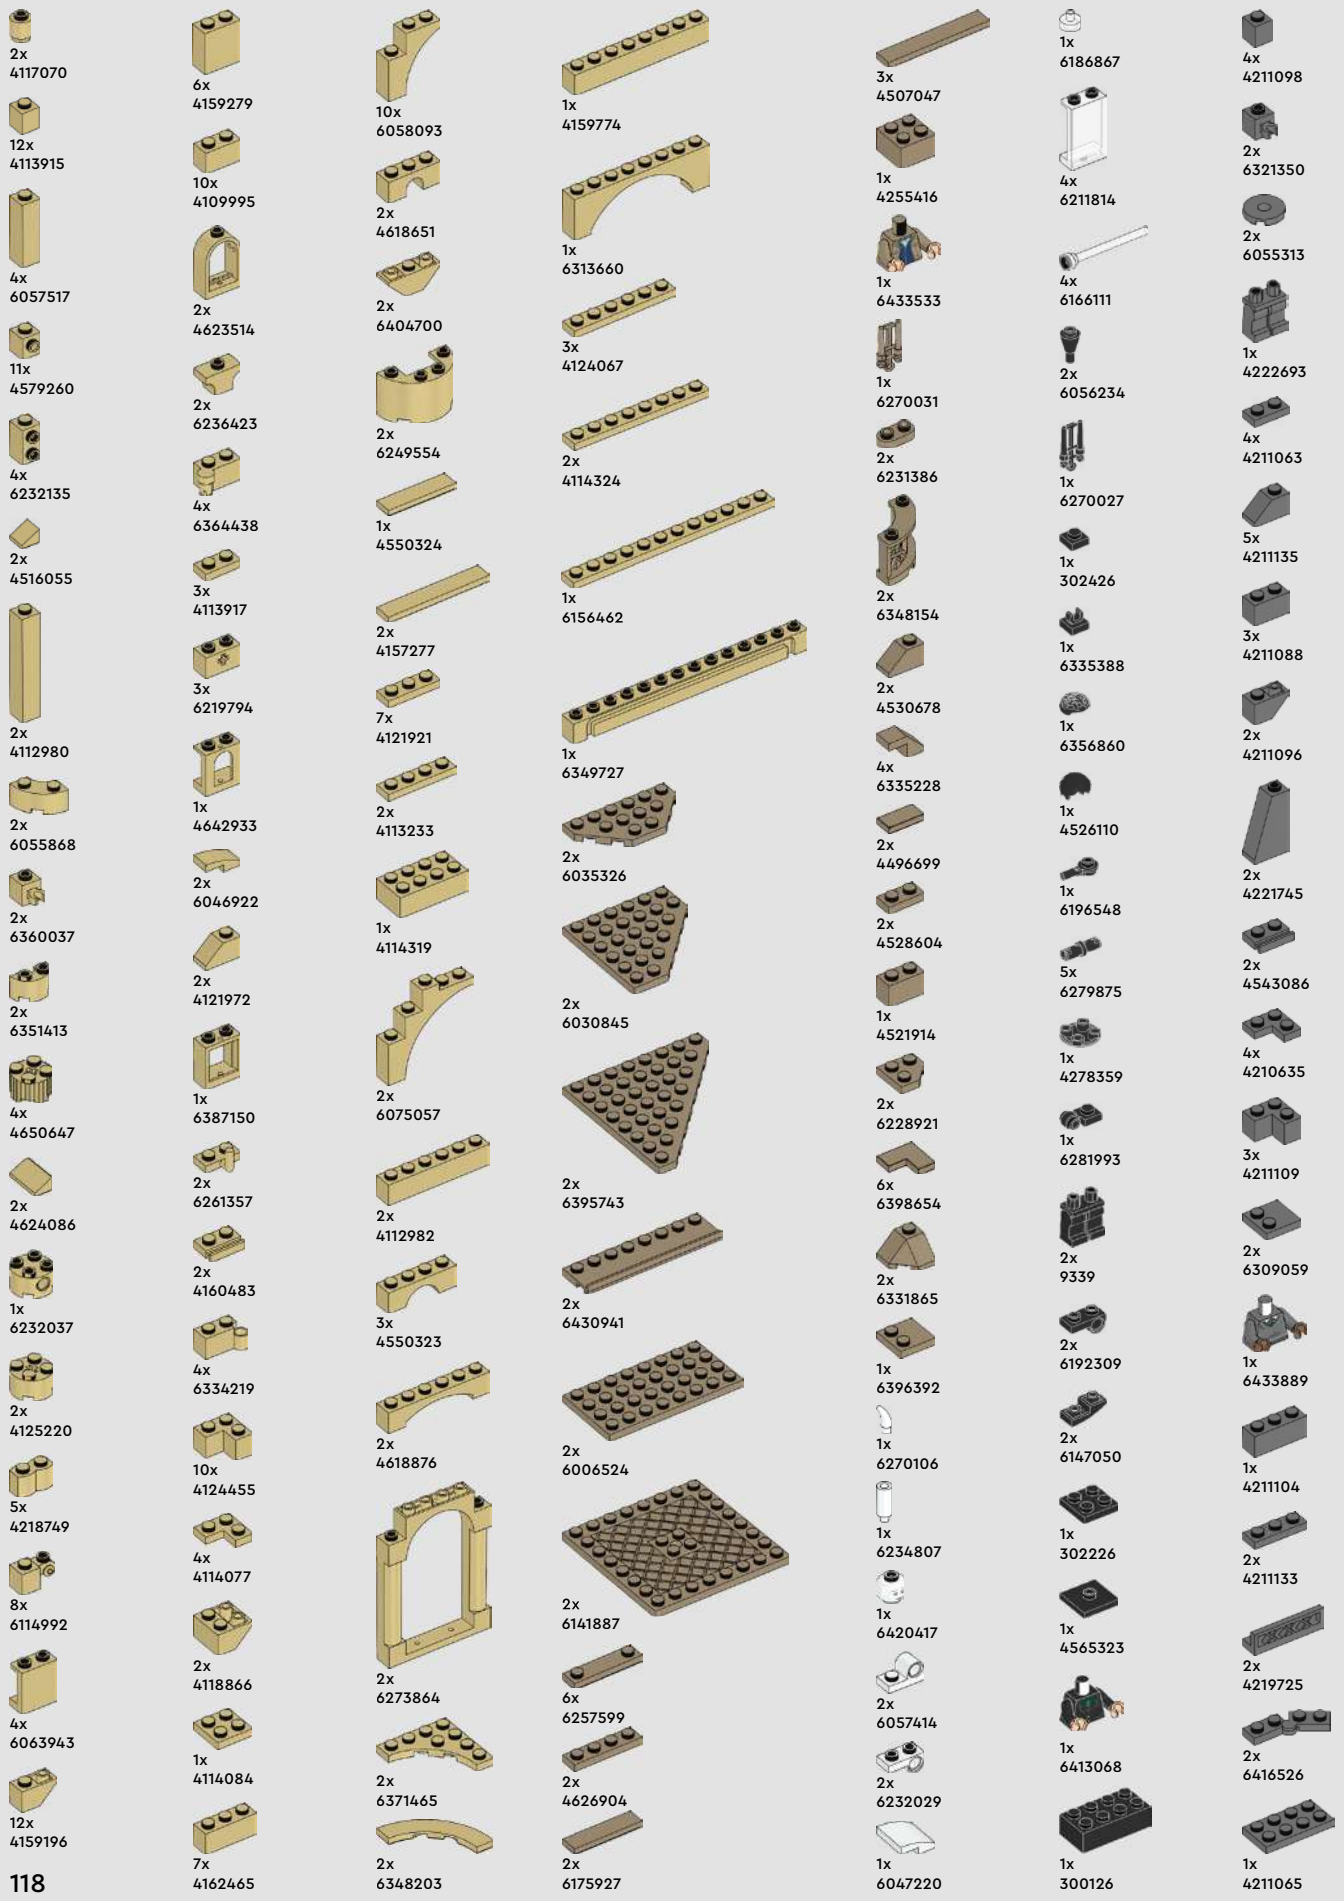 2x
4117070
12x
4113915
4x
6057517
11x
4579260
4x
6232135
2x
4516055
2x
4112980
2x
6055868
2x
6360037
2x
6351413
4x
4650647
2x
4624086
1x
6232037
2x
4125220
5x
4218749
8x
6114992
4x
6063943
12x
4159196
118
6x
4159279
10x
4109995
2x
4623514
2x
6236423
4x
6364438
3x
4113917
3x
6219794
1x
4642933
2x
6046922
2x
4121972
1x
6387150
2x
6261357
2x
4160483
4x
6334219
10x
4124455
4x
4114077
2x
4118866
1x
4114084
7x
4162465
10x
6058093
2x
4618651
2x
6404700
2x
6249554
1x
4550324
2x
4157277
7x
4121921
2x
4113233
1x
4114319
2x
6075057
2x
4112982
3x
4550323
2x
4618876
2x
6273864
2x
6371465
2x
6348203
1x
4159774
1x
6313660
3x
4124067
2x
4114324
1x
6156462
1x
6349727
2x
6035326
2x
6030845
2x
6395743
2x
6430941
2x
6006524
2x
6141887
6x
6257599
2x
4626904
2x
6175927
3x
4507047
1x
4255416
1x
6433533
1x
6270031
2x
6231386
2x
6348154
2x
4530678
4x
6335228
2x
4496699
2x
4528604
1x
4521914
2x
6228921
6x
6398654
2x
6331865
1x
6396392
1x
6270106
1x
6234807
1x
6420417
2x
6057414
2x
6232029
1x
6047220
1x
6186867
4x
6211814
4x
6166111
2x
6056234
1x
6270027
1x
302426
1x
6335388
1x
6356860
1x
4526110
1x
6196548
5x
6279875
1x
4278359
1x
6281993
2x
9339
2x
6192309
2x
6147050
1x
302226
1x
4565323
1x
6413068
1x
300126
4x
4211098
2x
6321350
2x
6055313
1x
4222693
4x
4211063
5x
4211135
3x
4211088
2x
4211096
2x
4221745
2x
4543086
4x
4210635
3x
4211109
2x
6309059
1x
6433889
1x
4211104
2x
4211133
2x
4219725
2x
6416526
1x
4211065